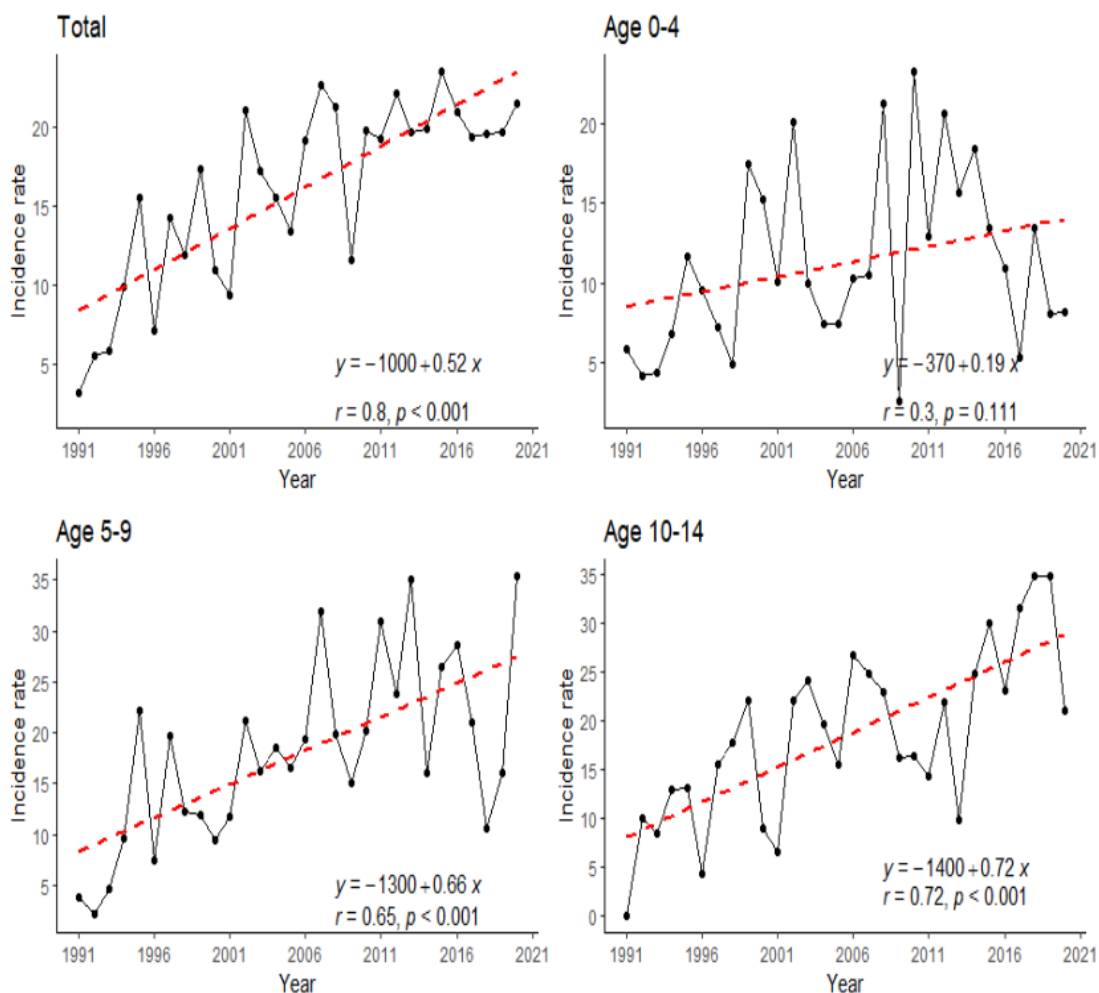 Total
Incidence rate
20
15
10
5
y = −1000 + 0.52 x
r = 0.8, p < 0.001
1991 1996 2001 2006 2011 2016 2021
Year
Age 0-4
Incidence rate
20
15
10
5
y = −370 + 0.19 x
r = 0.3, p = 0.111
1991 1996 2001 2006 2011 2016 2021
Year
Age 5-9
Incidence rate
35
30
25
20
15
10
5
y = −1300 + 0.66 x
r = 0.65, p < 0.001
1991 1996 2001 2006 2011 2016 2021
Year
Age 10-14
Incidence rate
35
30
25
20
15
10
5
0
y = −1400 + 0.72 x
r = 0.72, p < 0.001
1991 1996 2001 2006 2011 2016 2021
Year